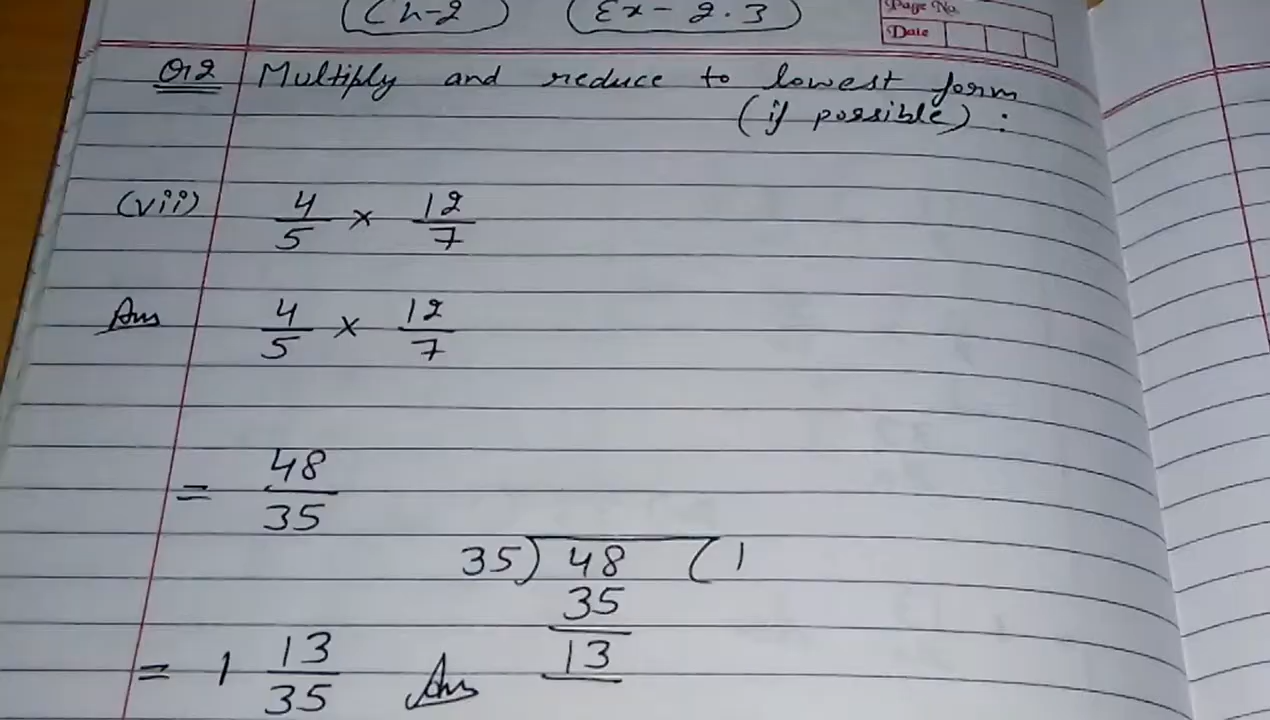 (Ch-2) (Ex-2.3)
Page No.
Date
Qr2 Multiply and reduce to lowest form
(if possible) :
(vii) 4/5 × 12/7
Ans 4/5 × 12/7
= 48/35
35) 48 ( 1
35
13
= 1 13/35 Ans